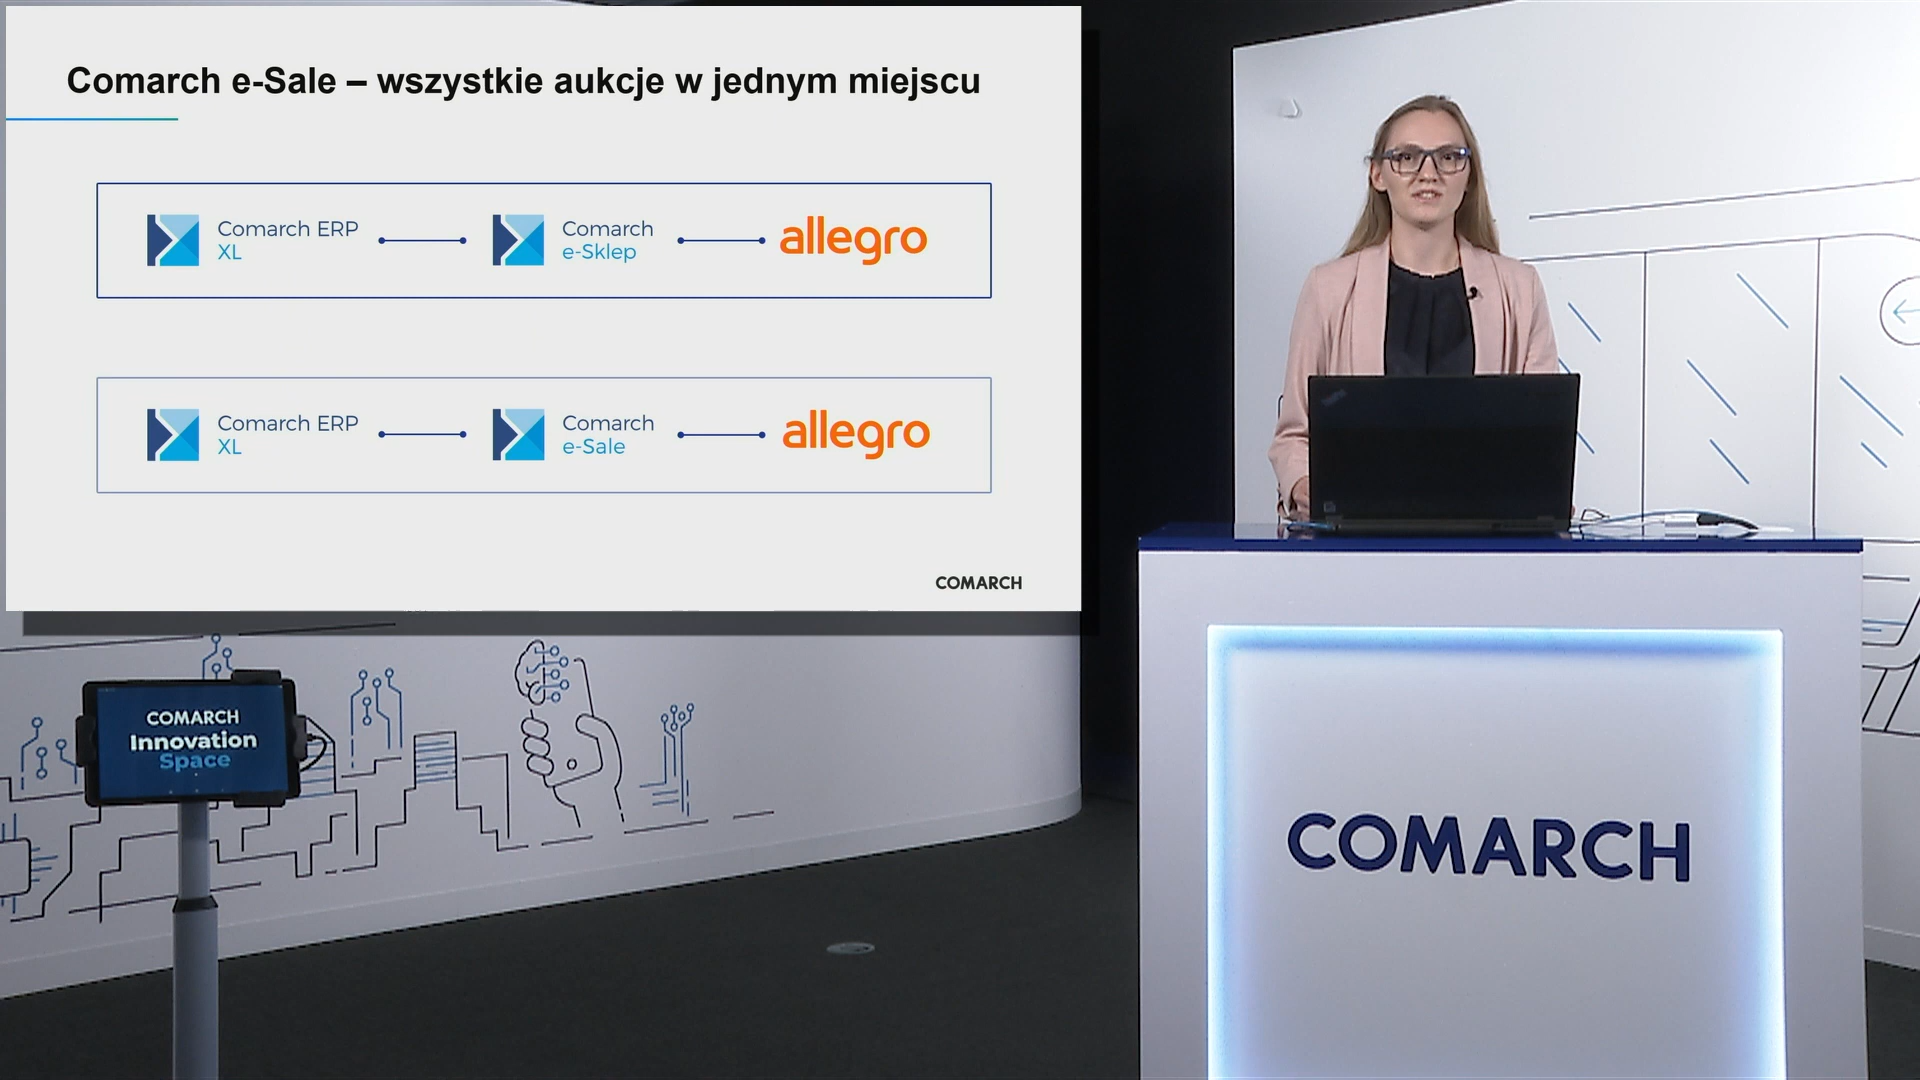 Comarch e-Sale – wszystkie aukcje w jednym miejscu
Comarch ERP
XL
Comarch
e-Sklep
allegro
Comarch ERP
XL
Comarch
e-Sale
allegro
COMARCH
COMARCH
Innovation
Space
COMARCH